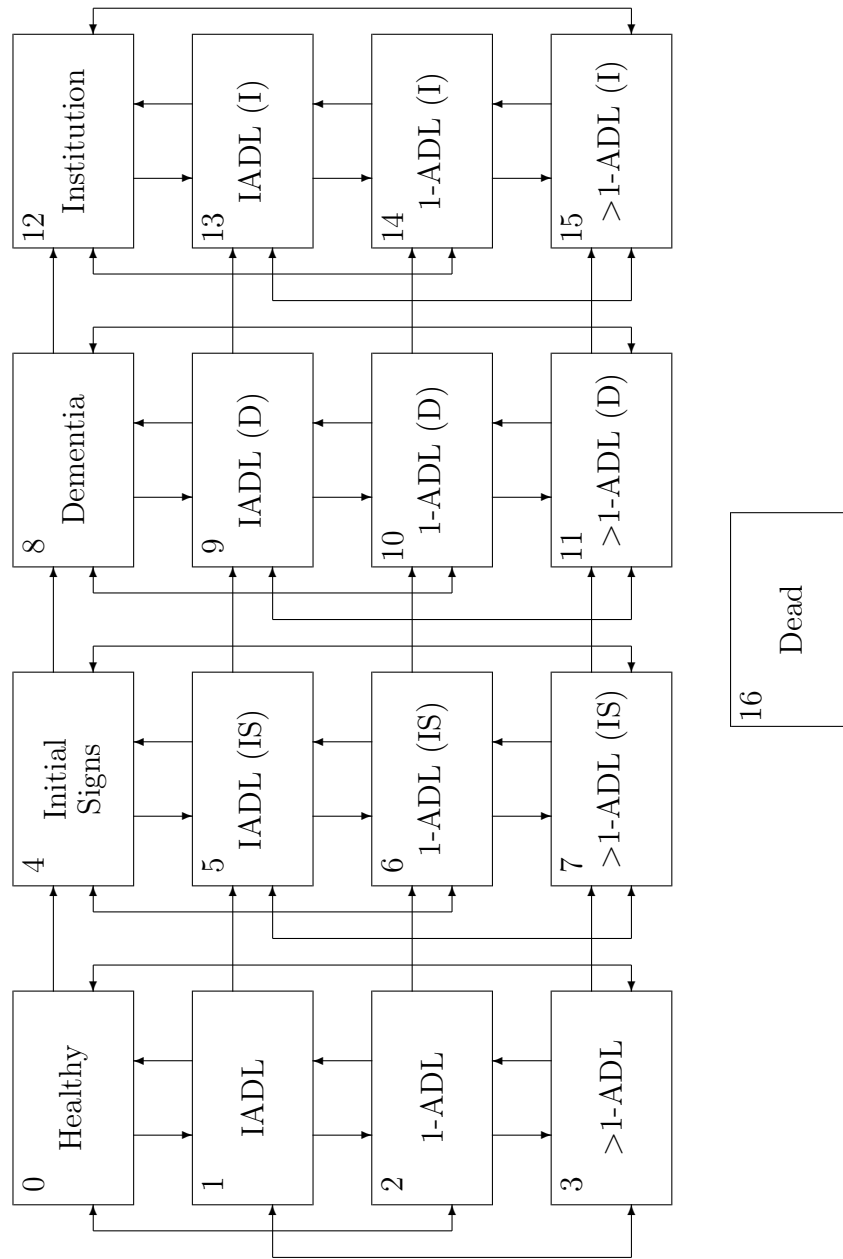 0
Healthy
1
IADL
2
1-ADL
3
>1-ADL
4
Initial
Signs
5
IADL (IS)
6
1-ADL (IS)
7
>1-ADL (IS)
8
Dementia
9
IADL (D)
10
1-ADL (D)
11
>1-ADL (D)
12
Institution
13
IADL (I)
14
1-ADL (I)
15
>1-ADL (I)
16
Dead